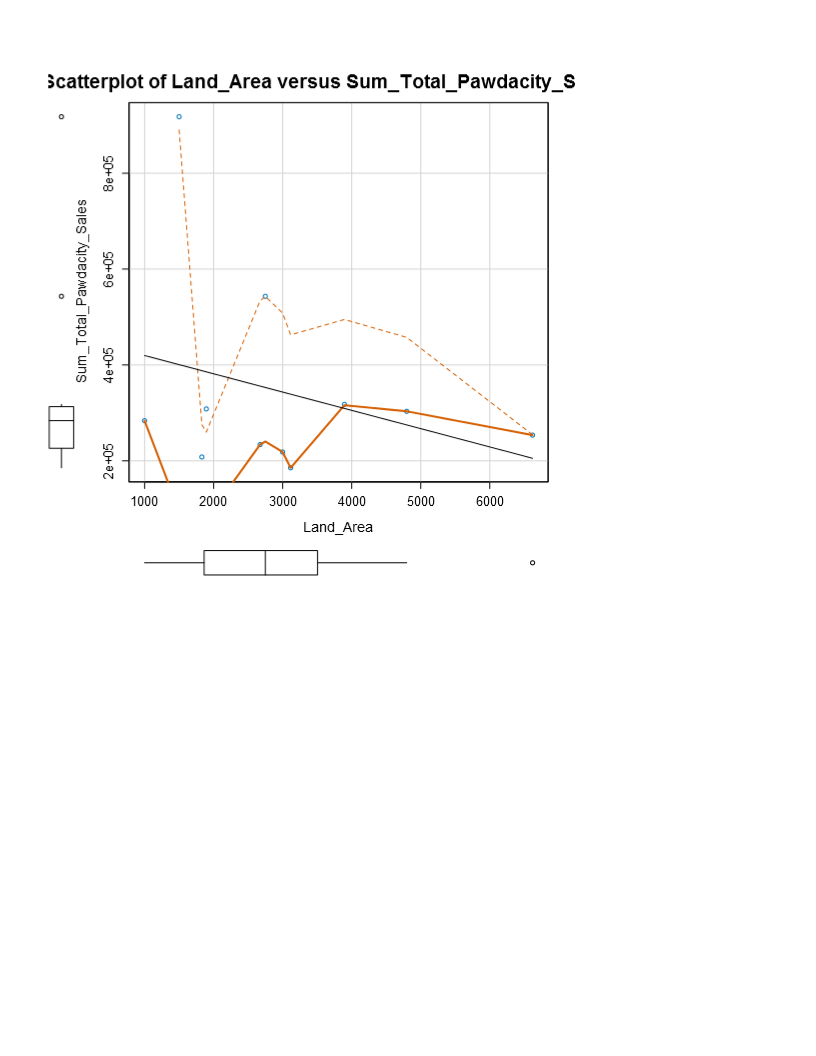 Scatterplot of Land_Area versus Sum_Total_Pawdacity_S
Sum_Total_Pawdacity_Sales
8e+05
6e+05
4e+05
2e+05
1000 2000 3000 4000 5000 6000
Land_Area